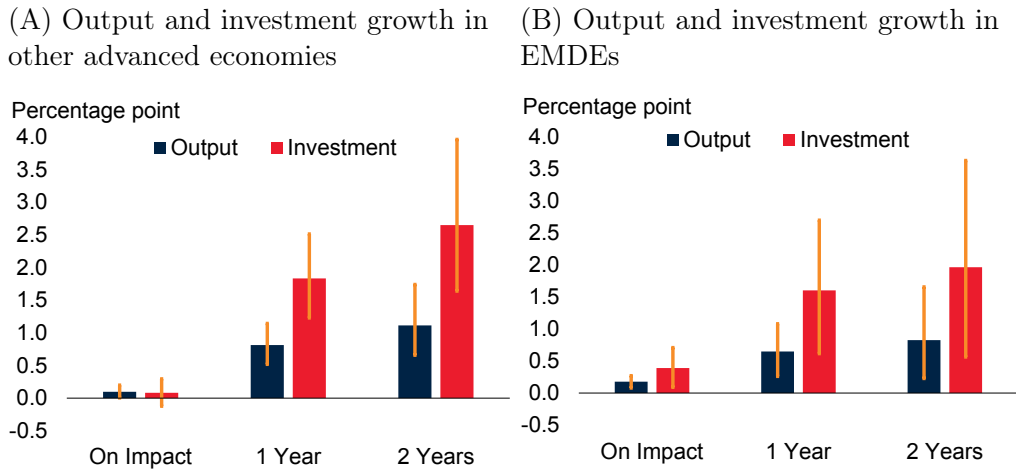 (A) Output and investment growth in
other advanced economies
Percentage point
4.0
3.5
3.0
2.5
2.0
1.5
1.0
0.5
0.0
-0.5
Output Investment
On Impact 1 Year 2 Years
(B) Output and investment growth in
EMDEs
Percentage point
4.0
3.5
3.0
2.5
2.0
1.5
1.0
0.5
0.0
-0.5
Output Investment
On Impact 1 Year 2 Years